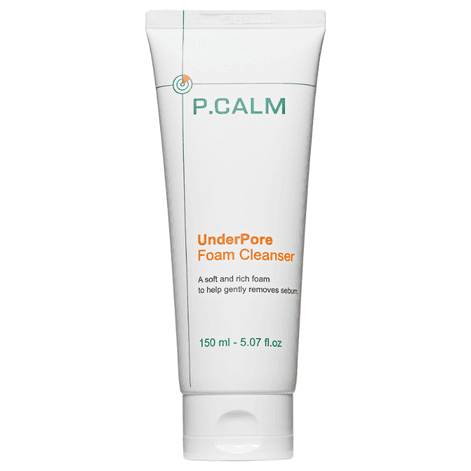 P.CALM
UnderPore
Foam Cleanser
A soft and rich foam
to help gently removes sebum.
150 ml - 5.07 fl.oz